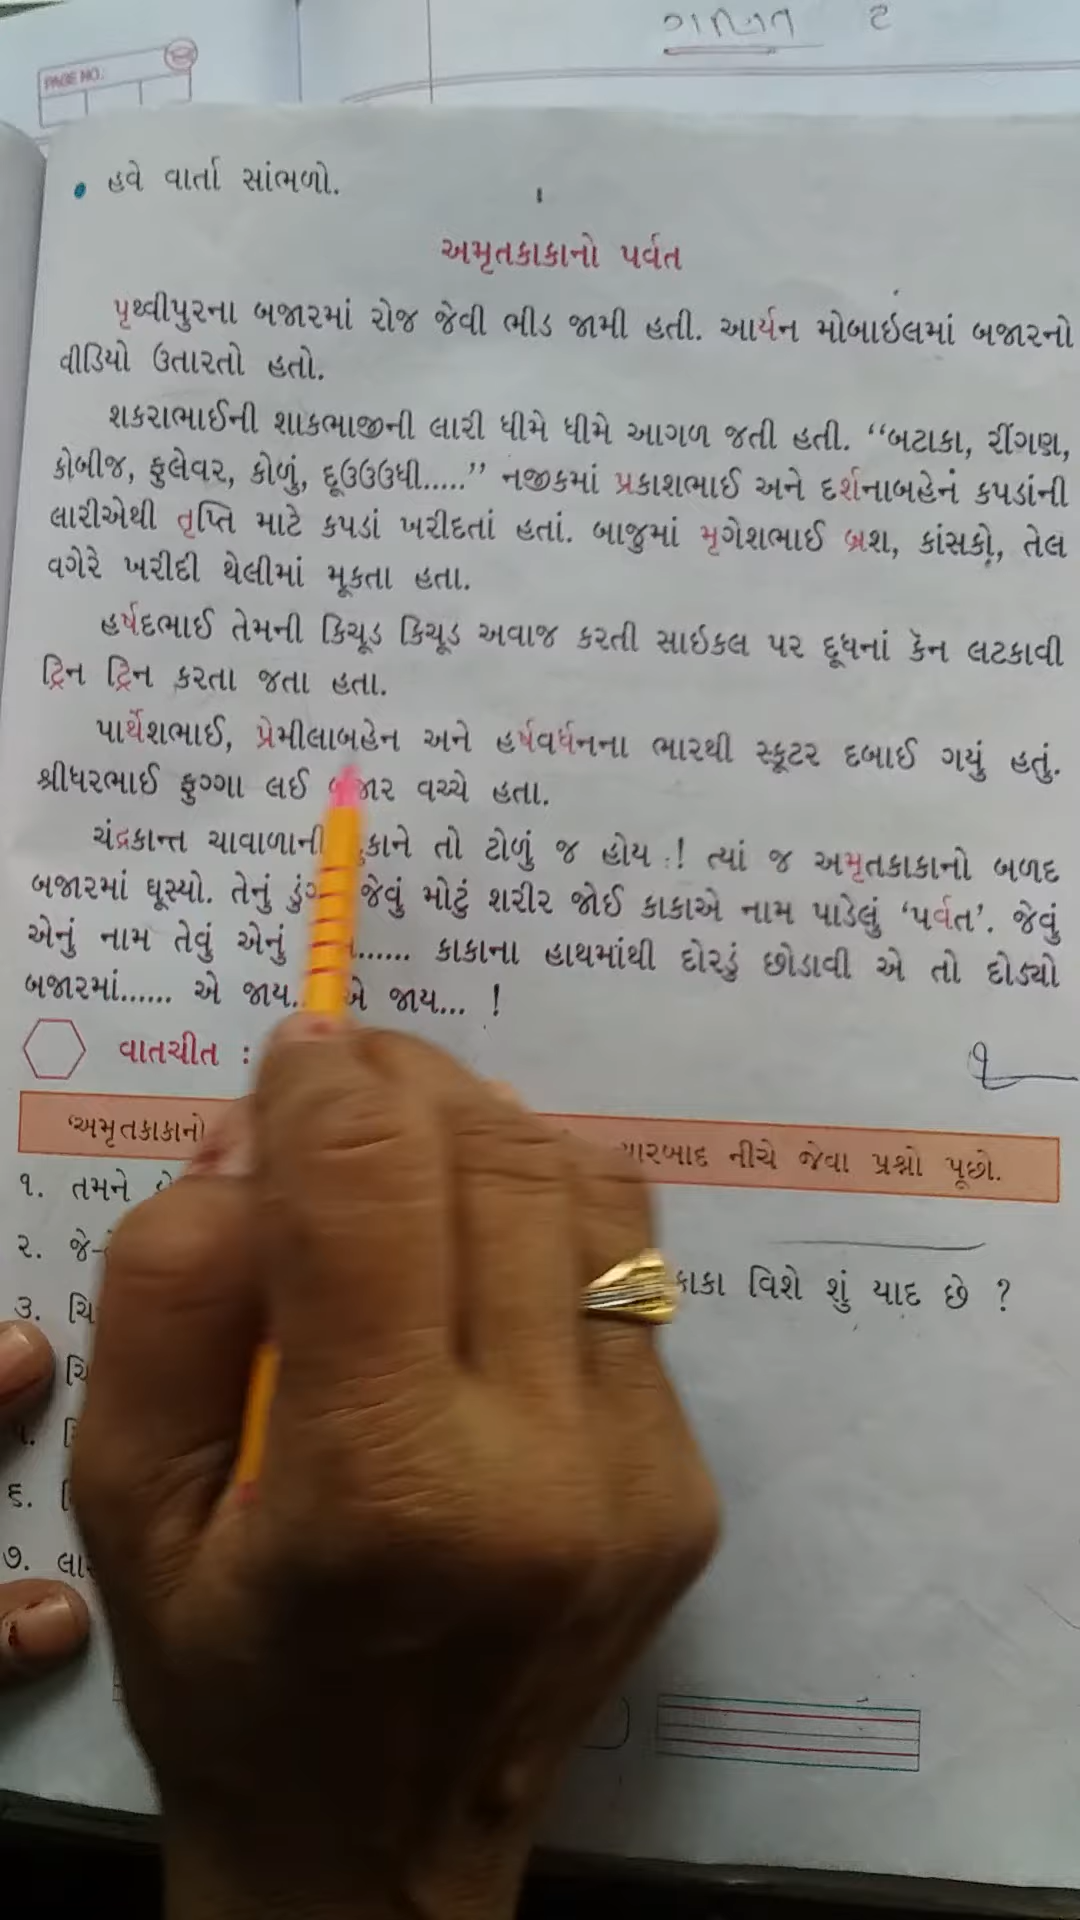 PAGE NO.:
• હવે વાર્તા સાંભળો.
અમૃતકાકાનો પર્વત
પૃથ્વીપુરના બજારમાં રોજ જેવી ભીડ જામી હતી. આર્યન મોબાઇલમાં બજારનો
વીડિયો ઉતારતો હતો.
શકરાભાઈની શાકભાજીની લારી ધીમે ધીમે આગળ જતી હતી. “બટાકા, રીંગણ,
કોબીજ, ફુલેવર, કોળું, દૂઉઉઉધી.....” નજીકમાં પ્રકાશભાઈ અને દર્શનાબહેનં કપડાંની
લારીએથી તૃપ્તિ માટે કપડાં ખરીદતાં હતાં. બાજુમાં મૃગેશભાઈ બ્રશ, કાંસકો, તેલ
વગેરે ખરીદી થેલીમાં મૂકતા હતા.
હર્ષદભાઈ તેમની કિચૂડ કિચૂડ અવાજ કરતી સાઇકલ પર દૂધનાં કૅન લટકાવી
ટ્રિન ટ્રિન કરતા જતા હતા.
પાર્થેશભાઈ, પ્રેમીલાબહેન અને હર્ષવર્ધનના ભારથી સ્કૂટર દબાઈ ગયું હતું.
શ્રીધરભાઈ ફુગ્ગા લઈ બજાર વચ્ચે હતા.
ચંદ્રકાન્ત ચાવાળાની કાને તો ટોળું જ હોય ! ત્યાં જ અમૃતકાકાનો બળદ
બજારમાં ઘૂસ્યો. તેનું ડુંગ જેવું મોટું શરીર જોઈ કાકાએ નામ પાડેલું ‘પર્વત’. જેવું
એનું નામ તેવું એનું ...... કાકાના હાથમાંથી દોરડું છોડાવી એ તો દોડ્યો
બજારમાં...... એ જાય.. એ જાય... !
વાતચીત :
૧
‘અમૃતકાકાનો ત્યારબાદ નીચે જેવા પ્રશ્નો પૂછો.
૧. તમને
૨. જે-
કાકા વિશે શું યાદ છે ?
૩. ચિ
ચિ
૬.
૭. લા